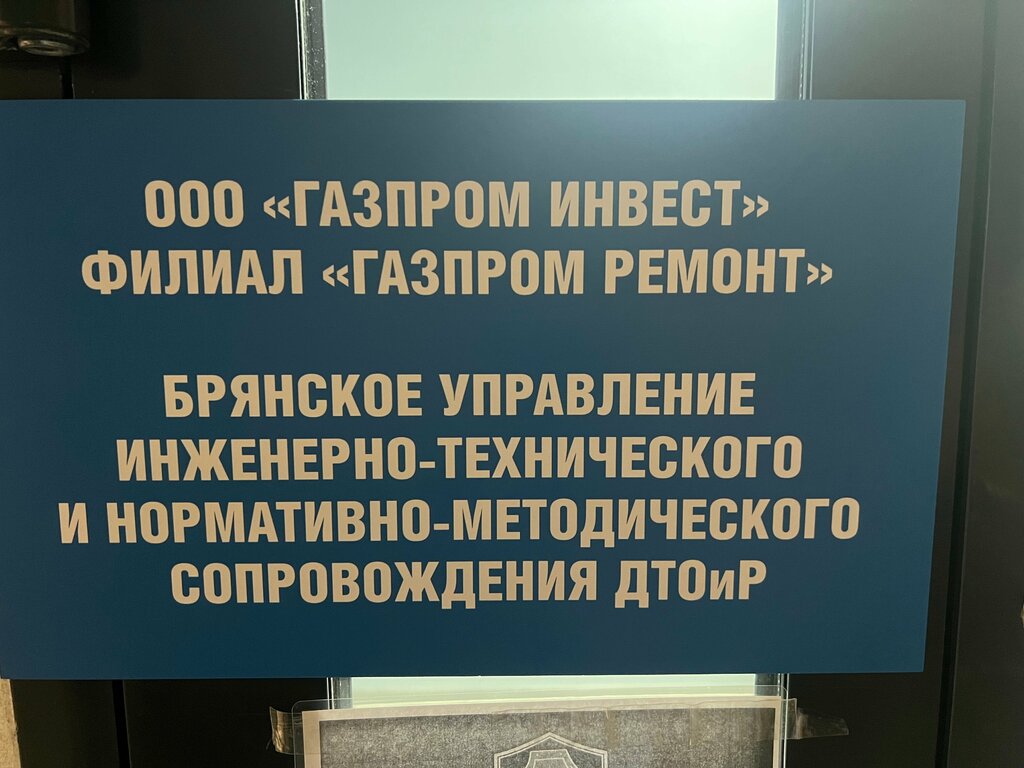 ООО «ГАЗПРОМ ИНВЕСТ»
ФИЛИАЛ «ГАЗПРОМ РЕМОНТ»
БРЯНСКОЕ УПРАВЛЕНИЕ
ИНЖЕНЕРНО-ТЕХНИЧЕСКОГО
И НОРМАТИВНО-МЕТОДИЧЕСКОГО
СОПРОВОЖДЕНИЯ ДТОиР